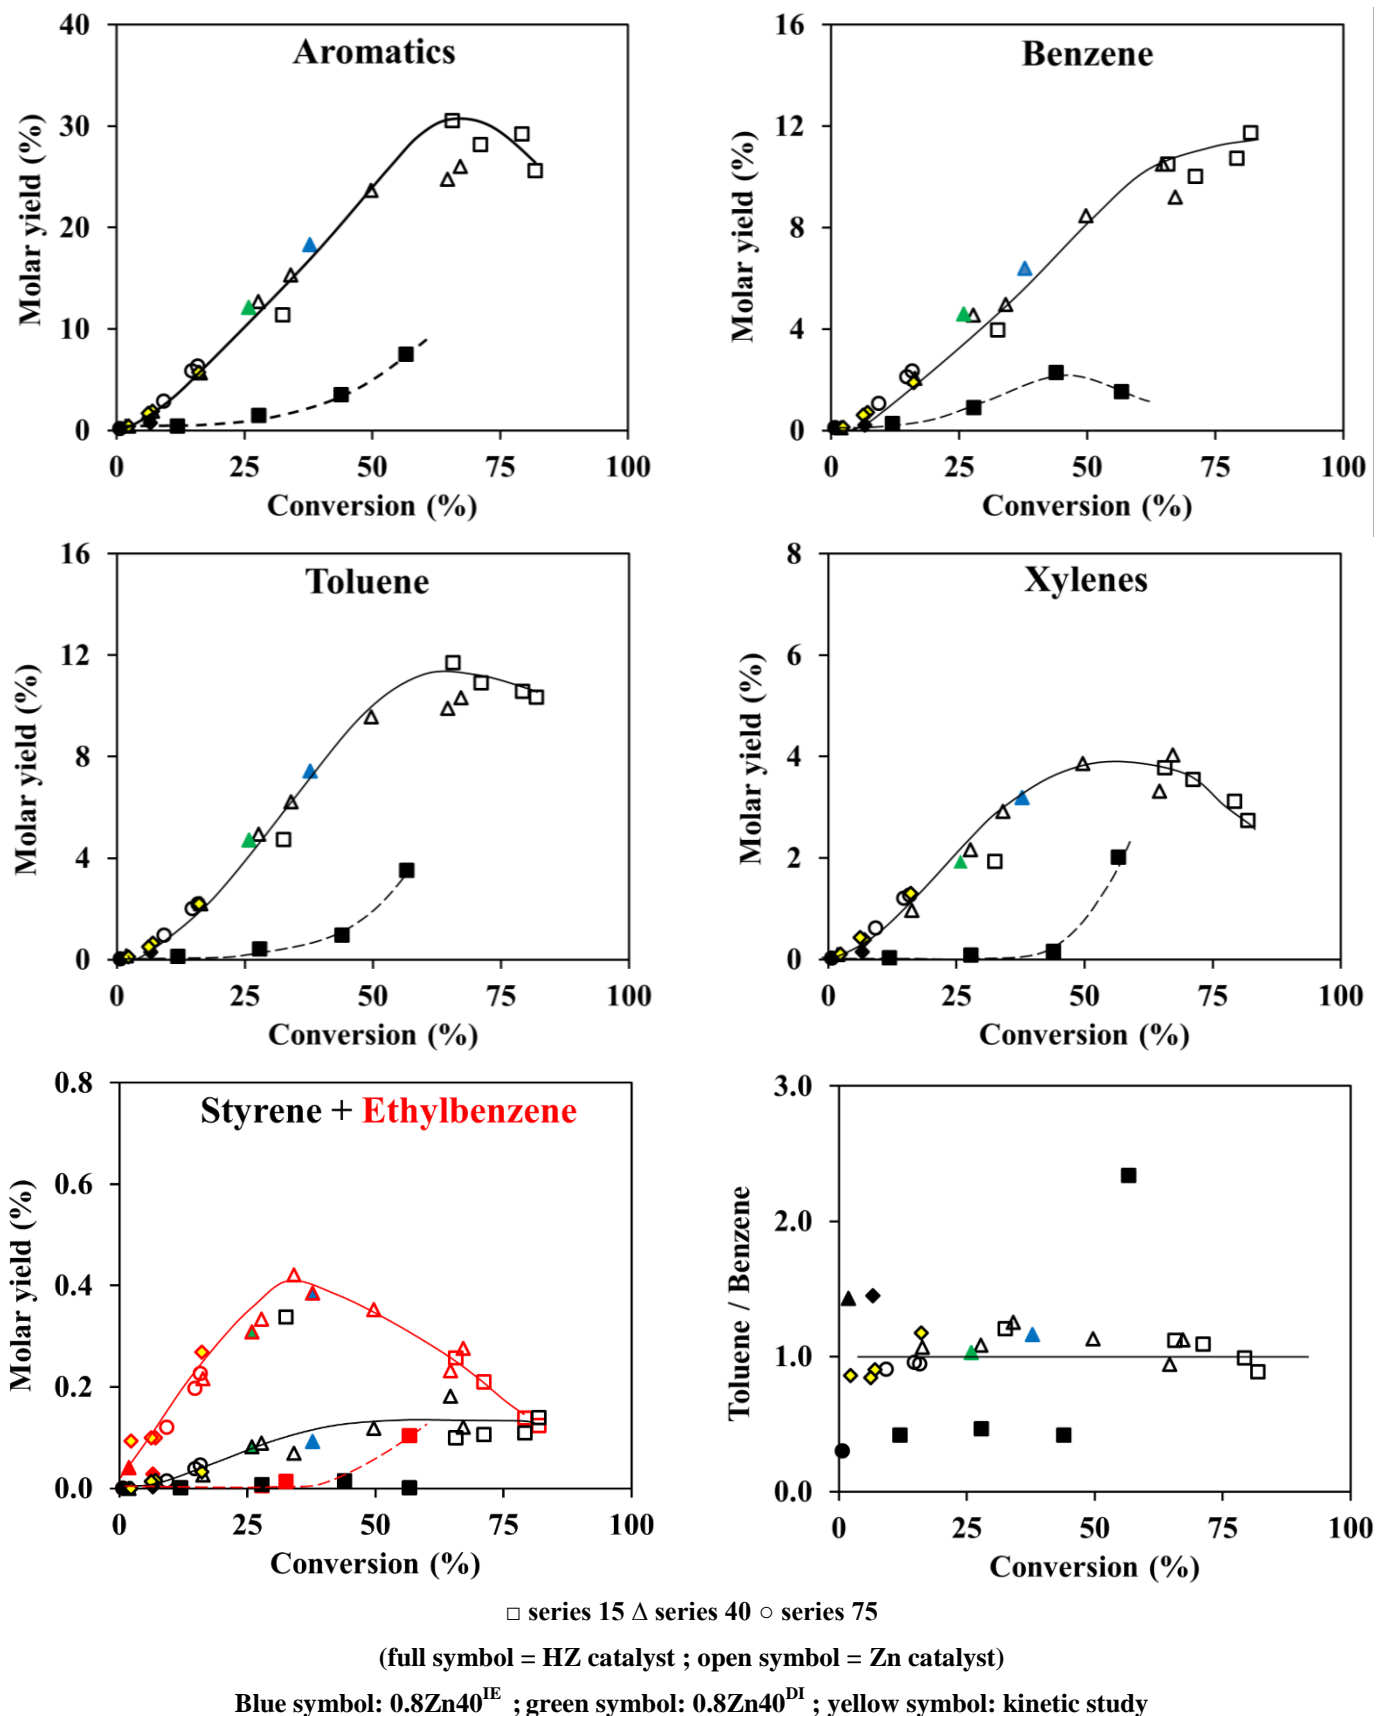 Aromatics
Molar yield (%)
40
30
20
10
0
0 25 50 75 100
Conversion (%)
Benzene
Molar yield (%)
16
12
8
4
0
0 25 50 75 100
Conversion (%)
Toluene
Molar yield (%)
16
12
8
4
0
0 25 50 75 100
Conversion (%)
Xylenes
Molar yield (%)
8
6
4
2
0
0 25 50 75 100
Conversion (%)
Styrene + Ethylbenzene
Molar yield (%)
0.8
0.6
0.4
0.2
0.0
0 25 50 75 100
Conversion (%)
Toluene / Benzene
3.0
2.0
1.0
0.0
0 25 50 75 100
Conversion (%)
□ series 15 Δ series 40 ○ series 75
(full symbol = HZ catalyst ; open symbol = Zn catalyst)
Blue symbol: 0.8Zn40^IE ; green symbol: 0.8Zn40^DI ; yellow symbol: kinetic study